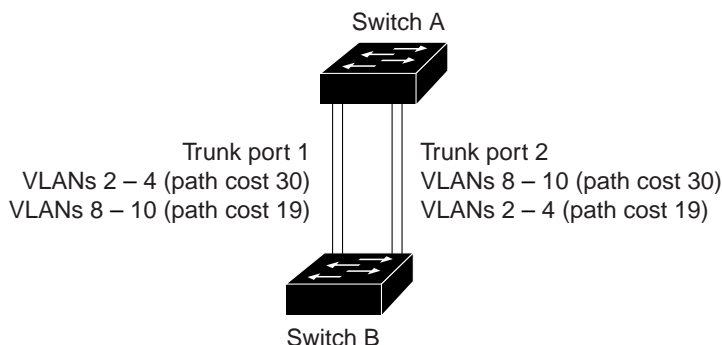 Switch A
Trunk port 1
VLANs 2 – 4 (path cost 30)
VLANs 8 – 10 (path cost 19)
Trunk port 2
VLANs 8 – 10 (path cost 30)
VLANs 2 – 4 (path cost 19)
Switch B